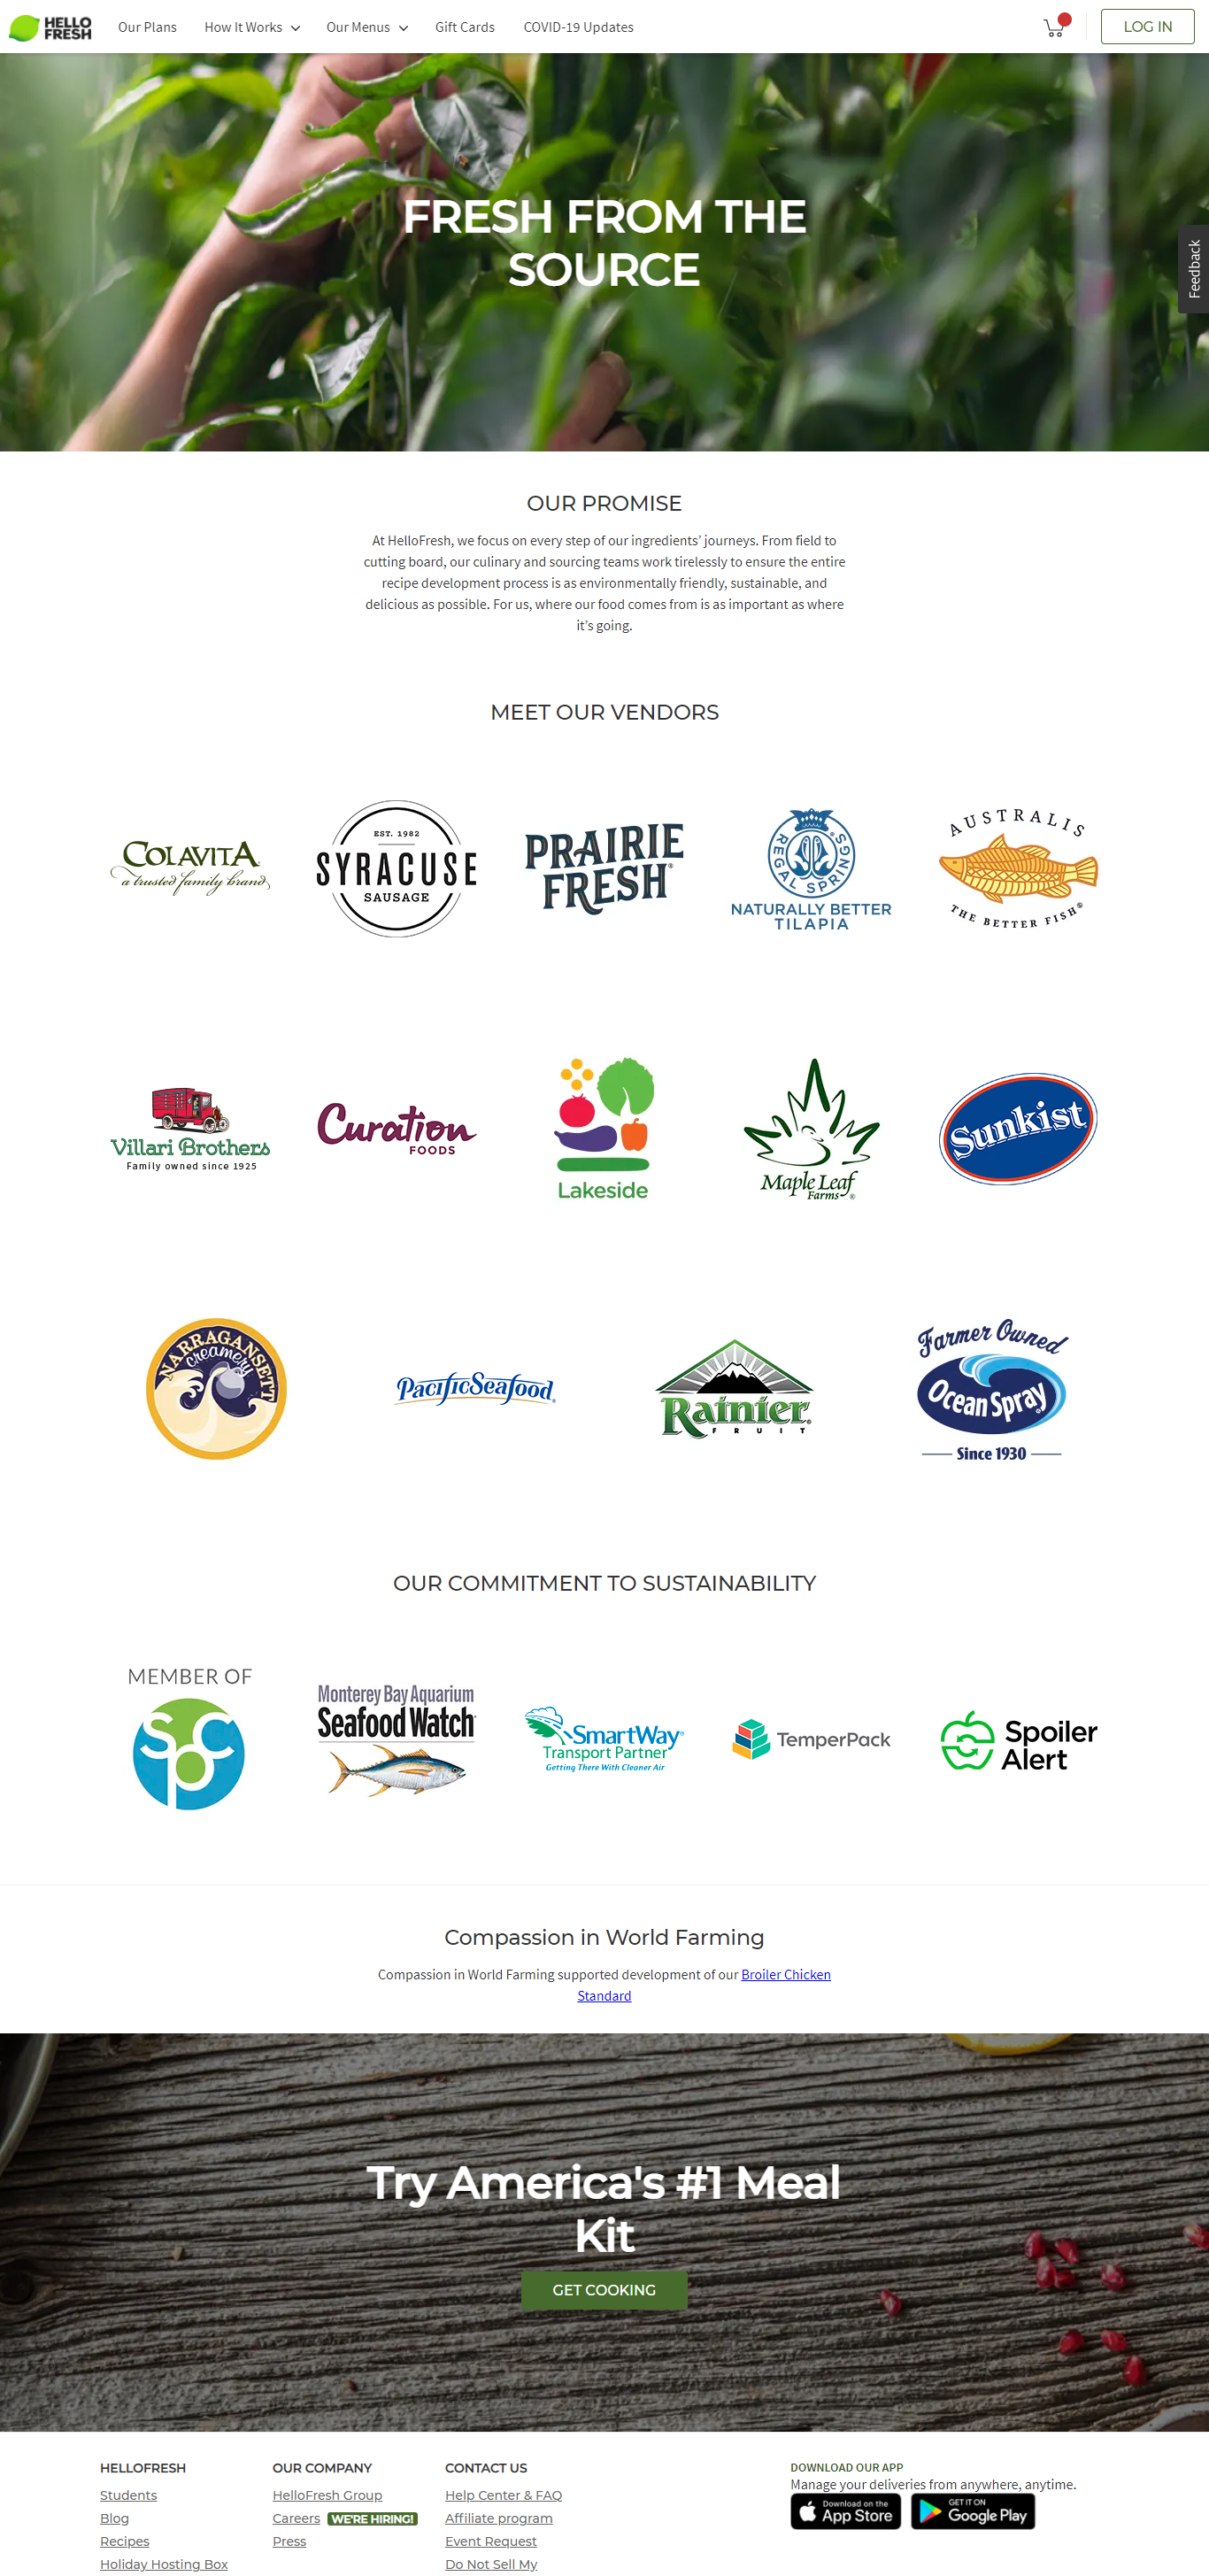 HELLO
FRESH
Our Plans
How It Works
Our Menus
Gift Cards
COVID-19 Updates
LOG IN
FRESH FROM THE
SOURCE
Feedback
OUR PROMISE
At HelloFresh, we focus on every step of our ingredients’ journeys. From field to
cutting board, our culinary and sourcing teams work tirelessly to ensure the entire
recipe development process is as environmentally friendly, sustainable, and
delicious as possible. For us, where our food comes from is as important as where
it’s going.
MEET OUR VENDORS
COLAVITA
a trusted family brand
EST. 1982
SYRACUSE
SAUSAGE
PRAIRIE
FRESH®
REGAL SPRINGS®
NATURALLY BETTER
TILAPIA
AUSTRALIS
THE BETTER FISH®
Villari Brothers
Family owned since 1925
Curation
FOODS
Lakeside
Maple Leaf
Farms®
Sunkist
NARRAGANSETT
creamery
Pacific Seafood®
Rainier®
FRUIT
Farmer Owned
Ocean Spray®
Since 1930
OUR COMMITMENT TO SUSTAINABILITY
MEMBER OF
spc
Monterey Bay Aquarium
Seafood Watch
SmartWay®
Transport Partner
Getting There With Cleaner Air
TemperPack
Spoiler
Alert
Compassion in World Farming
Compassion in World Farming supported development of our Broiler Chicken
Standard
Try America's #1 Meal
Kit
GET COOKING
HELLOFRESH
Students
Blog
Recipes
Holiday Hosting Box
OUR COMPANY
HelloFresh Group
Careers WE'RE HIRING!
Press
CONTACT US
Help Center & FAQ
Affiliate program
Event Request
Do Not Sell My
DOWNLOAD OUR APP
Manage your deliveries from anywhere, anytime.
Download on the
App Store
GET IT ON
Google Play